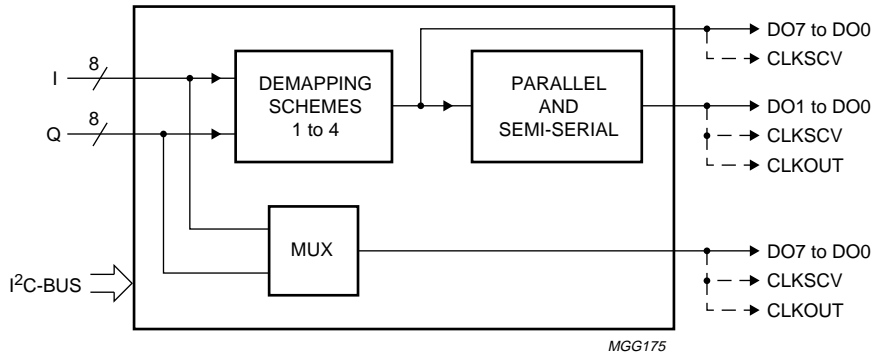 8
I
8
Q
I²C-BUS
DEMAPPING
SCHEMES
1 to 4
PARALLEL
AND
SEMI-SERIAL
MUX
DO7 to DO0
CLKSCV
DO1 to DO0
CLKSCV
CLKOUT
DO7 to DO0
CLKSCV
CLKOUT
MGG175